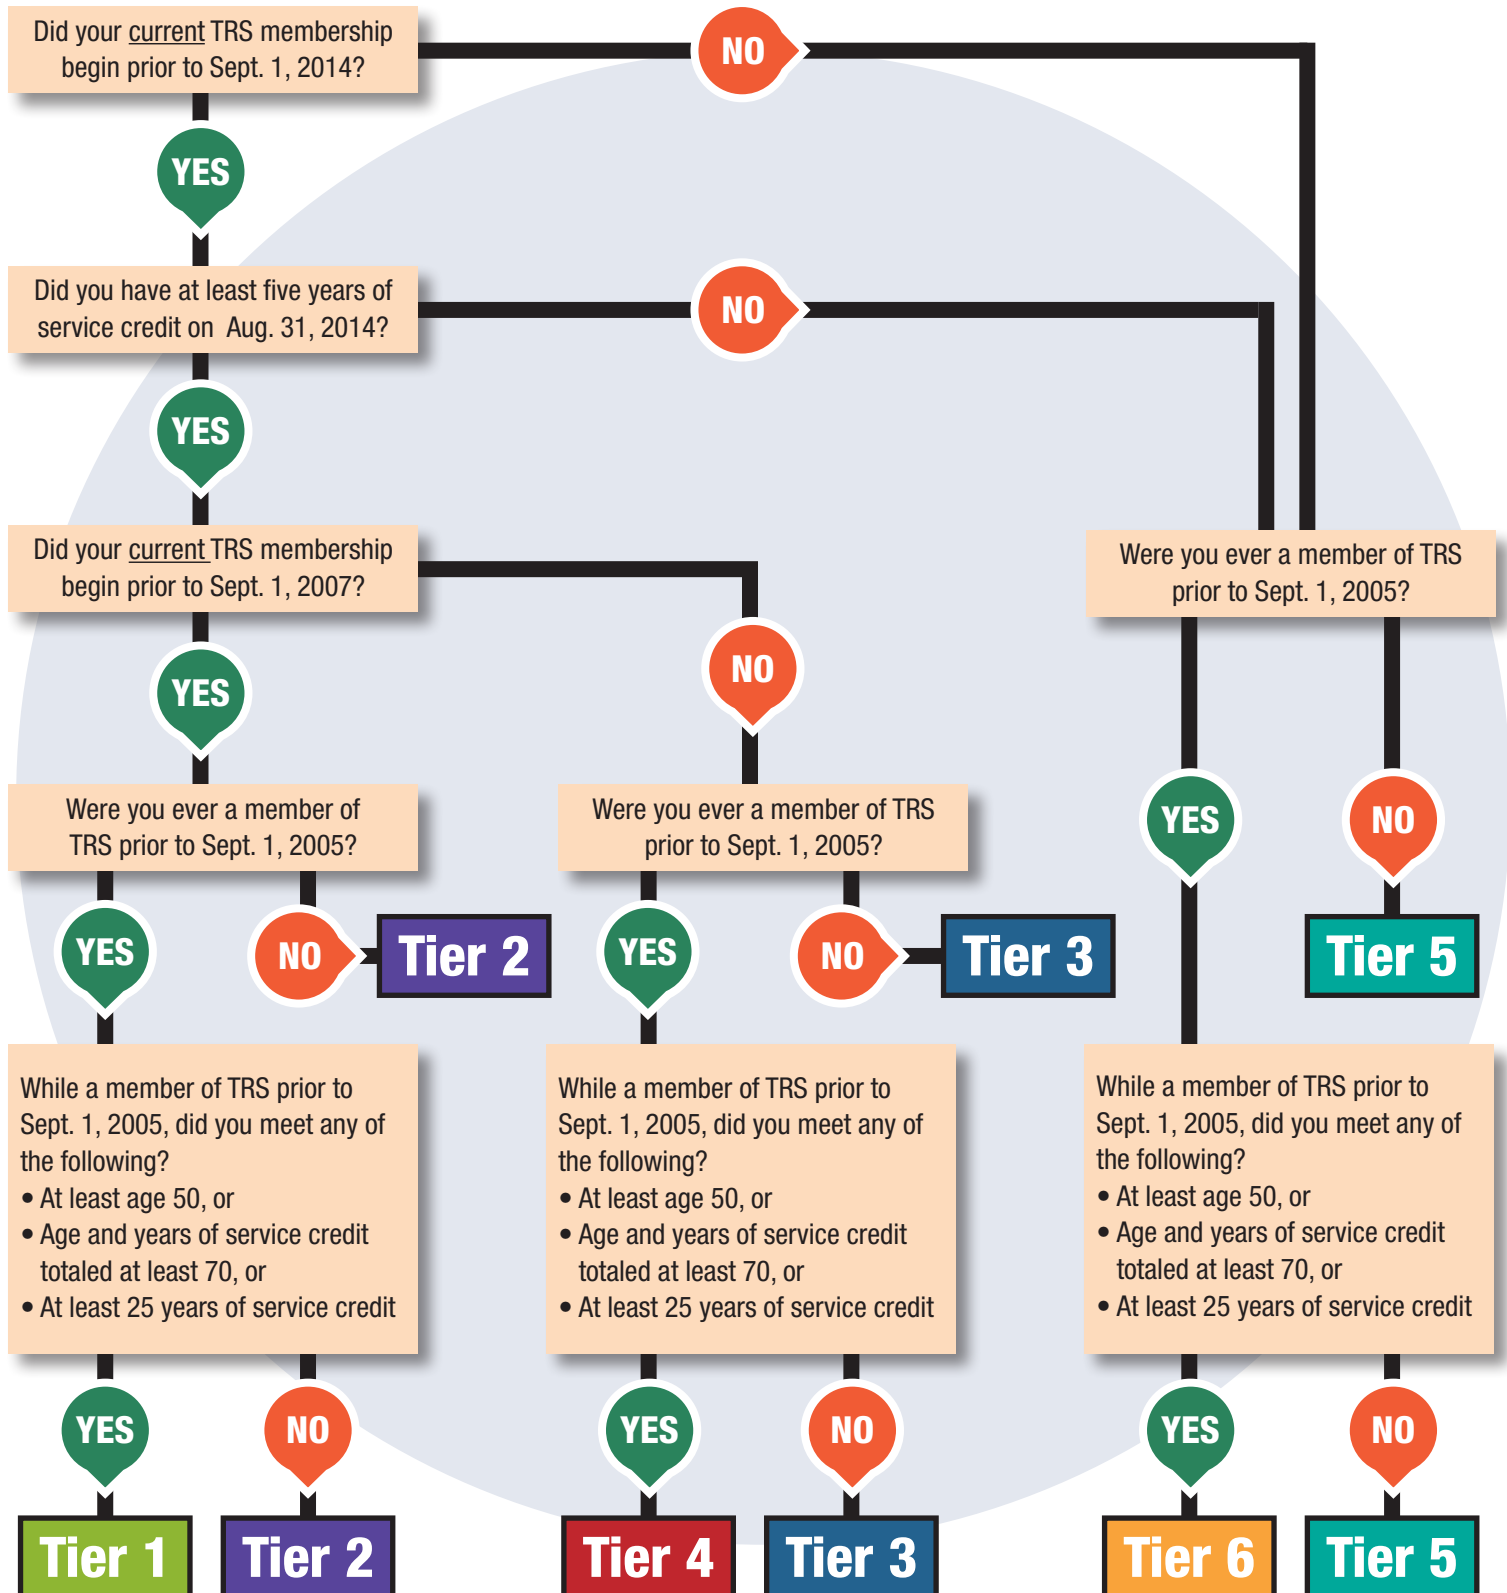 Did your current TRS membership
begin prior to Sept. 1, 2014?
NO
YES
Did you have at least five years of
service credit on Aug. 31, 2014?
NO
YES
Did your current TRS membership
begin prior to Sept. 1, 2007?
Were you ever a member of TRS
prior to Sept. 1, 2005?
YES
NO
Were you ever a member of
TRS prior to Sept. 1, 2005?
Were you ever a member of TRS
prior to Sept. 1, 2005?
YES
NO
YES
NO
Tier 2
YES
NO
Tier 3
Tier 5
While a member of TRS prior to
Sept. 1, 2005, did you meet any of
the following?
• At least age 50, or
• Age and years of service credit
totaled at least 70, or
• At least 25 years of service credit
While a member of TRS prior to
Sept. 1, 2005, did you meet any of
the following?
• At least age 50, or
• Age and years of service credit
totaled at least 70, or
• At least 25 years of service credit
While a member of TRS prior to
Sept. 1, 2005, did you meet any of
the following?
• At least age 50, or
• Age and years of service credit
totaled at least 70, or
• At least 25 years of service credit
YES
NO
YES
NO
YES
NO
Tier 1
Tier 2
Tier 4
Tier 3
Tier 6
Tier 5